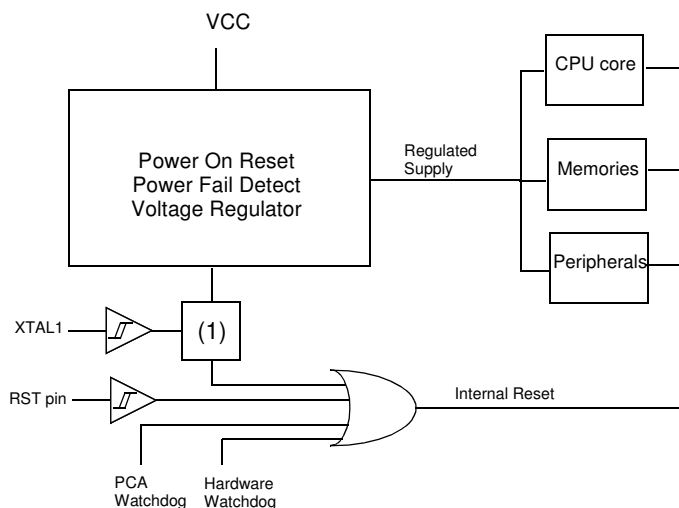 VCC
CPU core
Power On Reset
Power Fail Detect
Voltage Regulator
Regulated
Supply
Memories
Peripherals
XTAL1
(1)
RST pin
Internal Reset
PCA
Watchdog
Hardware
Watchdog